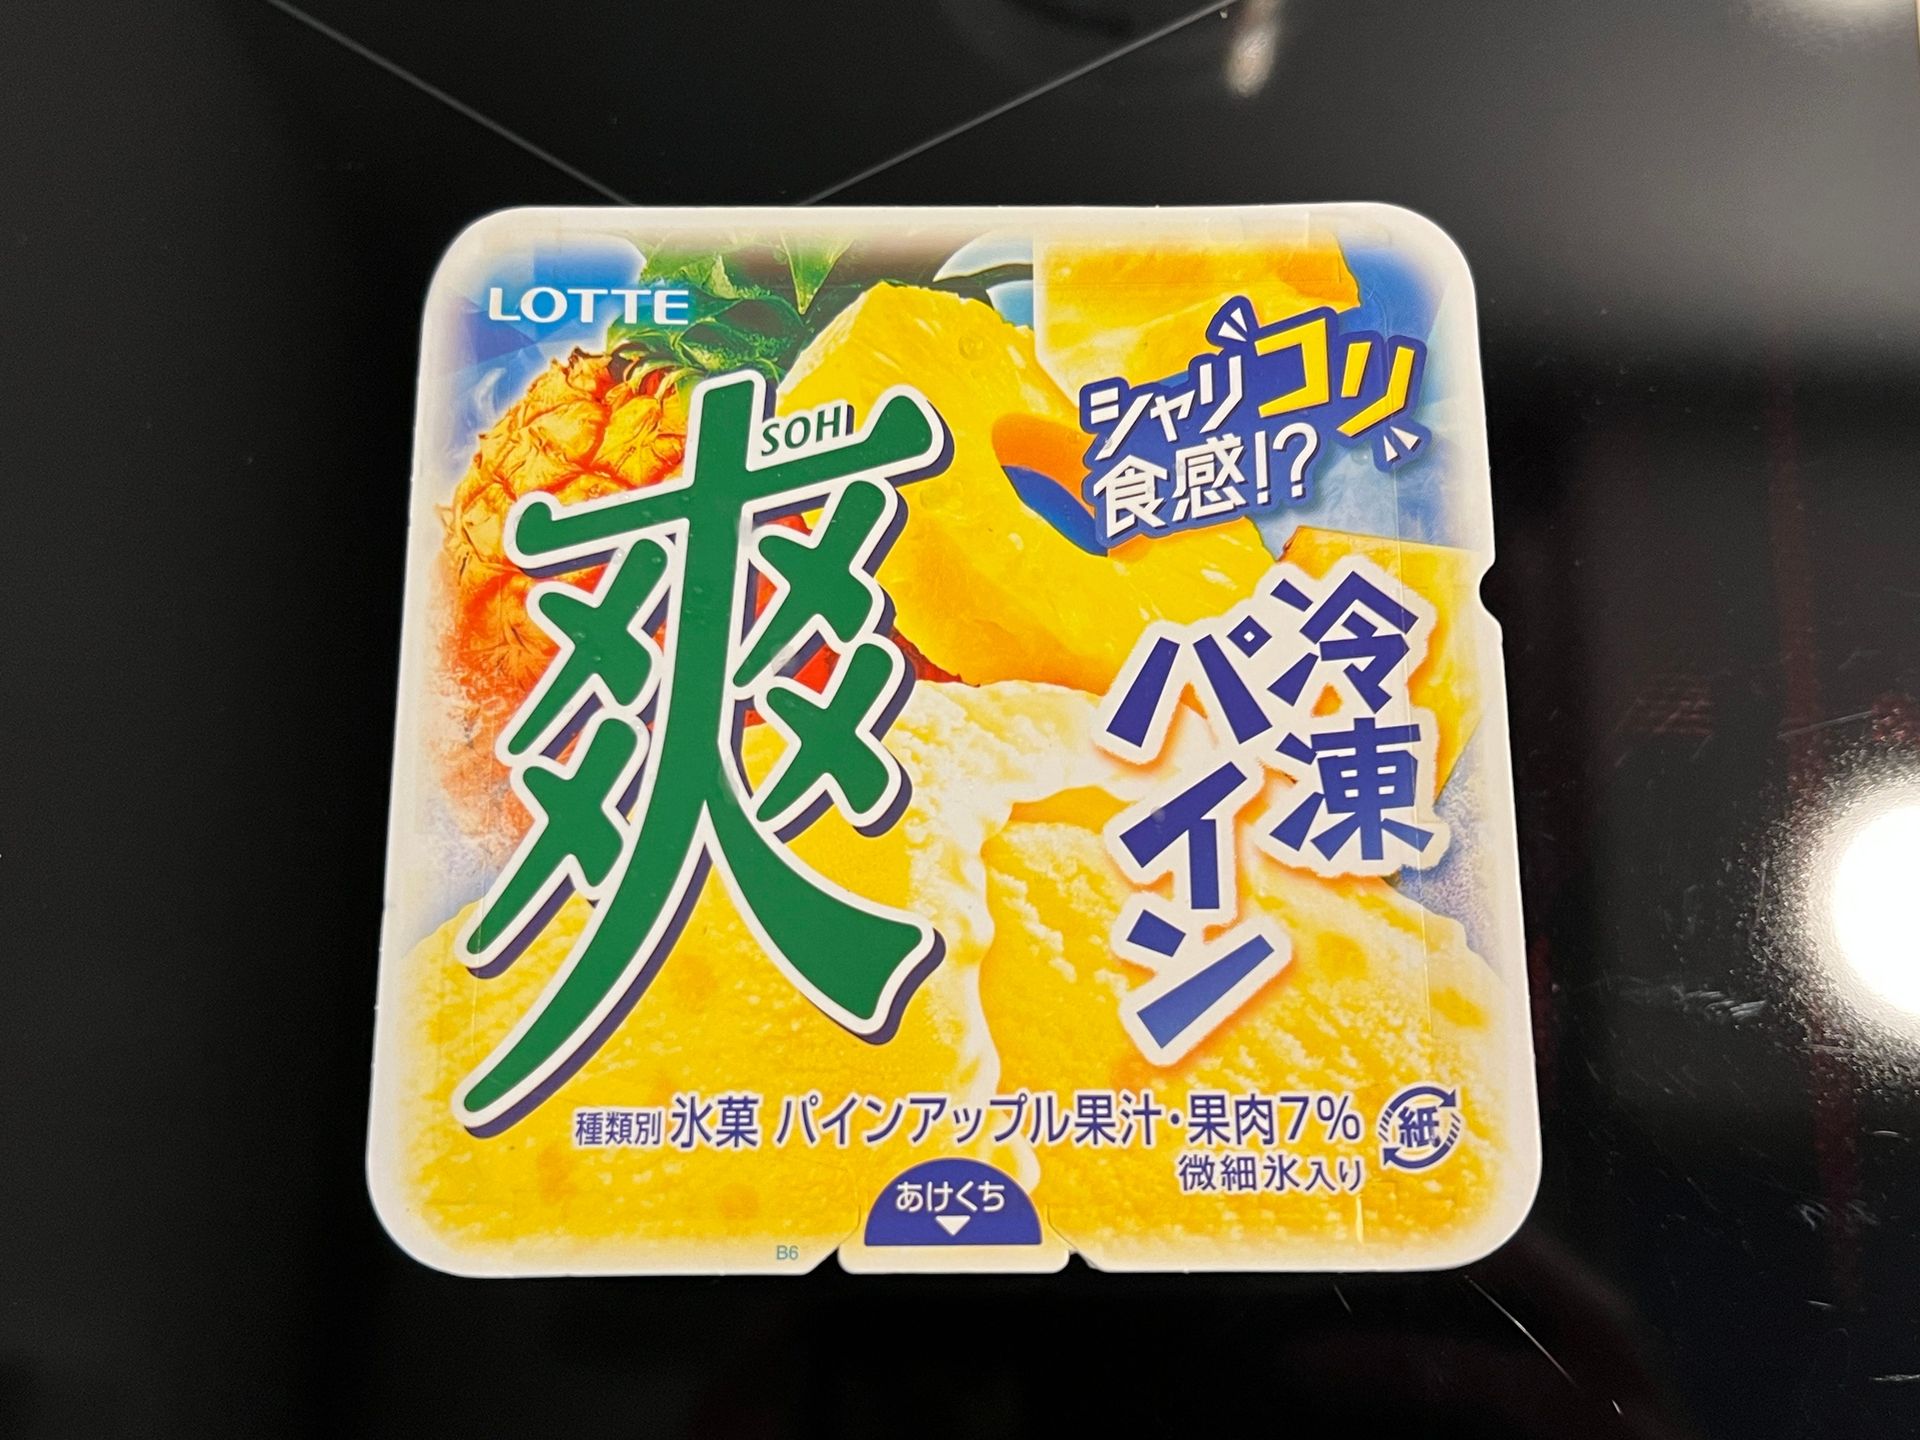 LOTTE
爽
SOH
シャリコリ
食感!?
冷凍
パイン
種類別 氷菓 パインアップル果汁・果肉7%
微細氷入り
紙
あけくち
B6